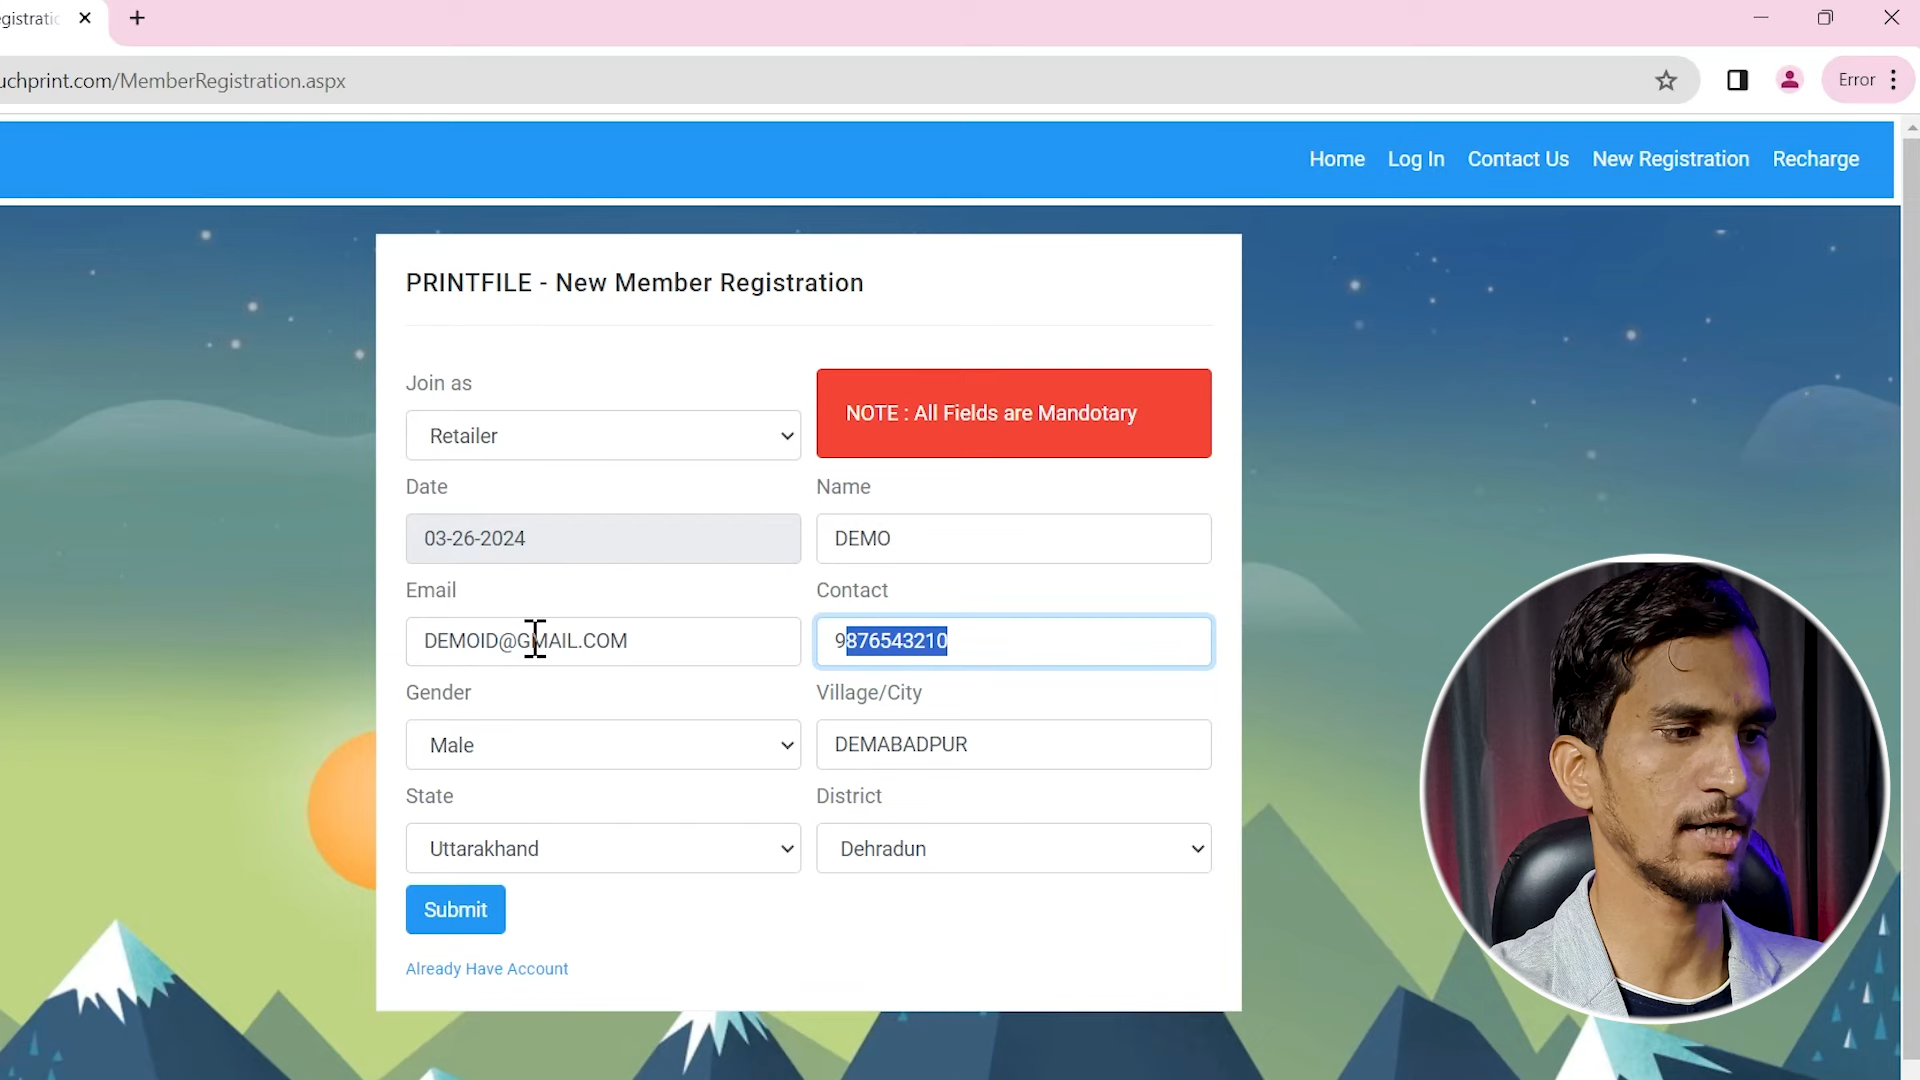 egistratio
uchprint.com/MemberRegistration.aspx
Error
Home Log In Contact Us New Registration Recharge
PRINTFILE - New Member Registration
Join as
Retailer
NOTE : All Fields are Mandotary
Date
03-26-2024
Name
DEMO
Email
DEMOID@GMAIL.COM
Contact
9876543210
Gender
Male
Village/City
DEMABADPUR
State
Uttarakhand
District
Dehradun
Submit
Already Have Account